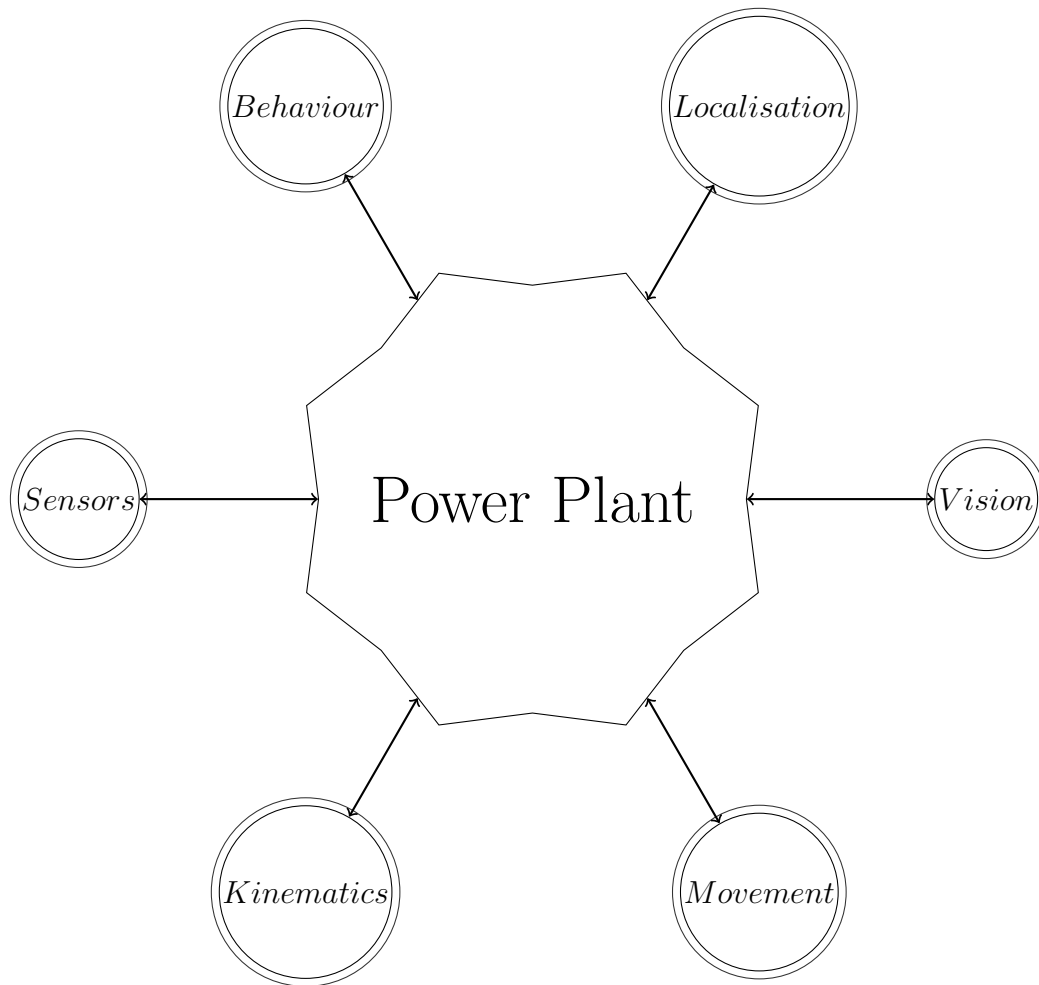 Behaviour
Localisation
Sensors
Power Plant
Vision
Kinematics
Movement